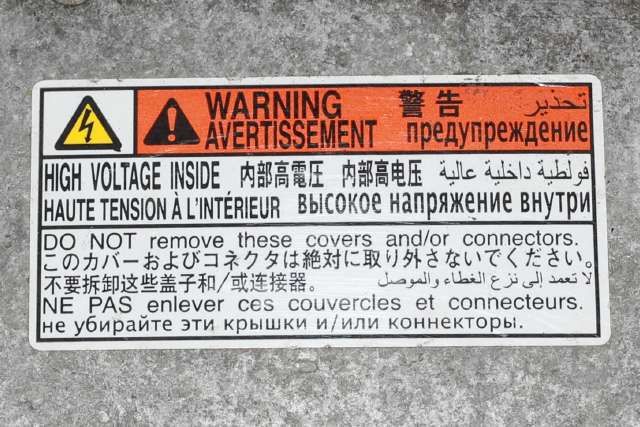 WARNING 警告 تحذير
AVERTISSEMENT предупреждение
HIGH VOLTAGE INSIDE 内部高電圧 内部高电压 فولطية داخلية عالية
HAUTE TENSION À L'INTÉRIEUR высокое напряжение внутри
DO NOT remove these covers and/or connectors.
このカバーおよびコネクタは絶対に取り外さないでください。
不要拆卸这些盖子和/或连接器。 لا تعمد إلى نزع الغطاء والموصل
NE PAS enlever ces couvercles et connecteurs.
не убирайте эти крышки и/или коннекторы.